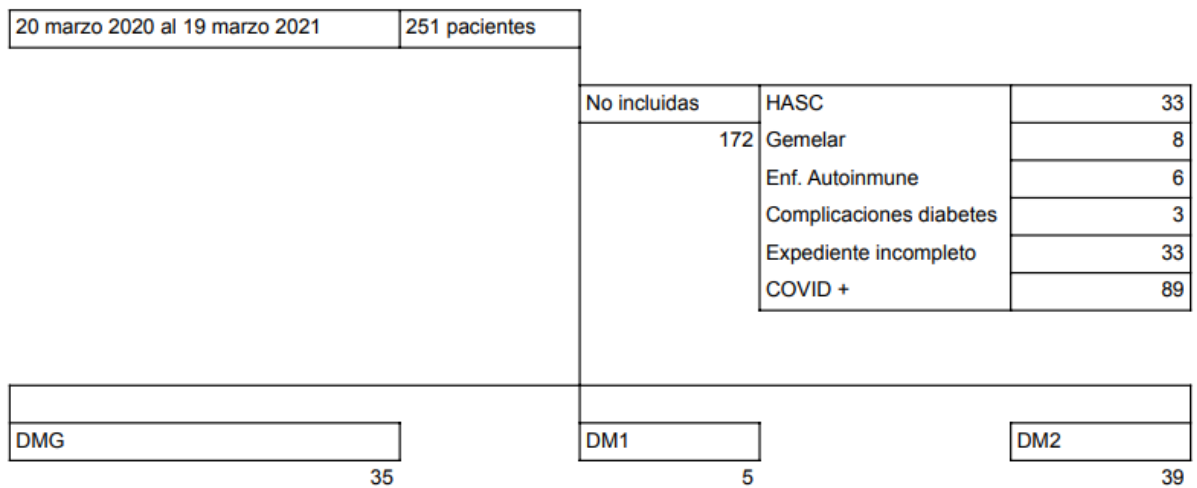 20 marzo 2020 al 19 marzo 2021 251 pacientes
No incluidas HASC 33
172 Gemelar 8
Enf. Autoinmune 6
Complicaciones diabetes 3
Expediente incompleto 33
COVID + 89
DMG DM1 DM2
35 5 39